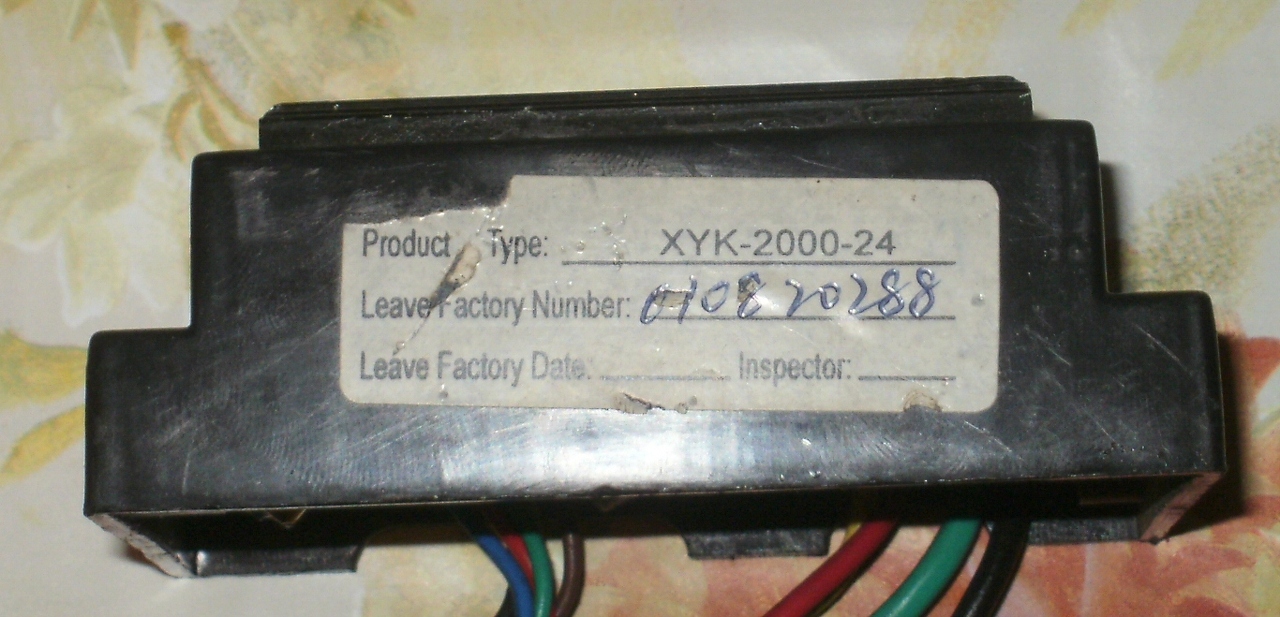 Product Type: XYK-2000-24
Leave Factory Number: 010820288
Leave Factory Date:
Inspector: